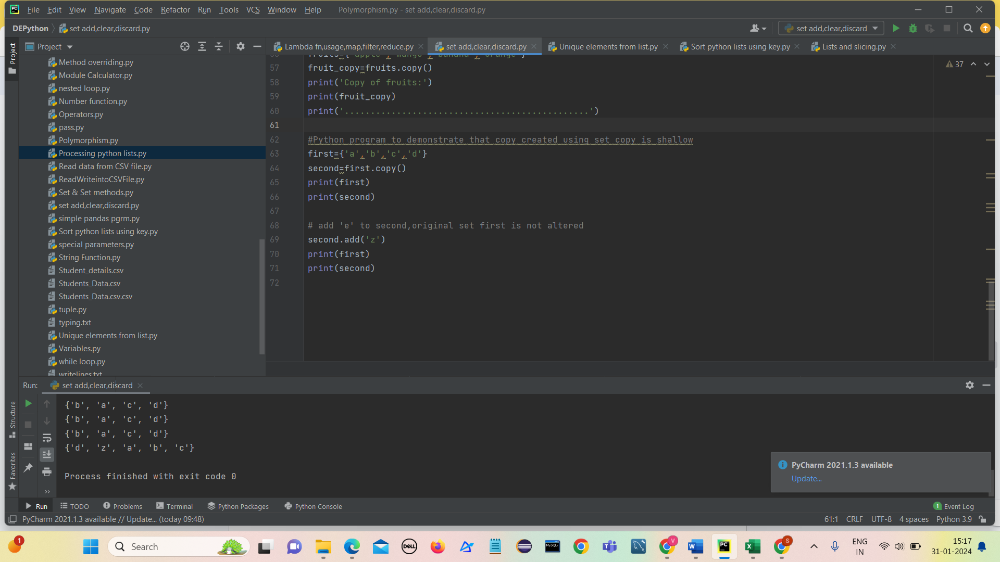 PC File Edit View Navigate Code Refactor Run Tools VCS Window Help Polymorphism.py - set add,clear,discard.py
DEPython set add,clear,discard.py set add,clear,discard
Project Project Lambda fn,usage,map,filter,reduce.py set add,clear,discard.py Unique elements from list.py Sort python lists using key.py Lists and slicing.py
Method overriding.py
Module Calculator.py
nested loop.py
Number function.py
Operators.py
pass.py
Polymorphism.py
Processing python lists.py
Read data from CSV file.py
ReadWriteintoCSVFile.py
Set & Set methods.py
set add,clear,discard.py
simple pandas pgrm.py
Sort python lists using key.py
special parameters.py
String Function.py
Student_details.csv
Students_Data.csv
Students_Data.csv.csv
tuple.py
typing.txt
Unique elements from list.py
Variables.py
while loop.py
writelines.txt
37
57 fruit_copy=fruits.copy()
58 print('Copy of fruits:')
59 print(fruit_copy)
60 print('...............................................')
61
62 #Python program to demonstrate that copy created using set copy is shallow
63 first={'a','b','c','d'}
64 second=first.copy()
65 print(first)
66 print(second)
67
68 # add 'e' to second,original set first is not altered
69 second.add('z')
70 print(first)
71 print(second)
72
Run: set add,clear,discard
{'b', 'a', 'c', 'd'}
{'b', 'a', 'c', 'd'}
{'b', 'a', 'c', 'd'}
{'d', 'z', 'a', 'b', 'c'}
Process finished with exit code 0
Structure
Favorites
PyCharm 2021.1.3 available
Update...
Run TODO Problems Terminal Python Packages Python Console 1 Event Log
PyCharm 2021.1.3 available // Update... (today 09:48) 61:1 CRLF UTF-8 4 spaces Python 3.9
1 Search DELL MySQL V W PC X S ENG IN 15:17 31-01-2024